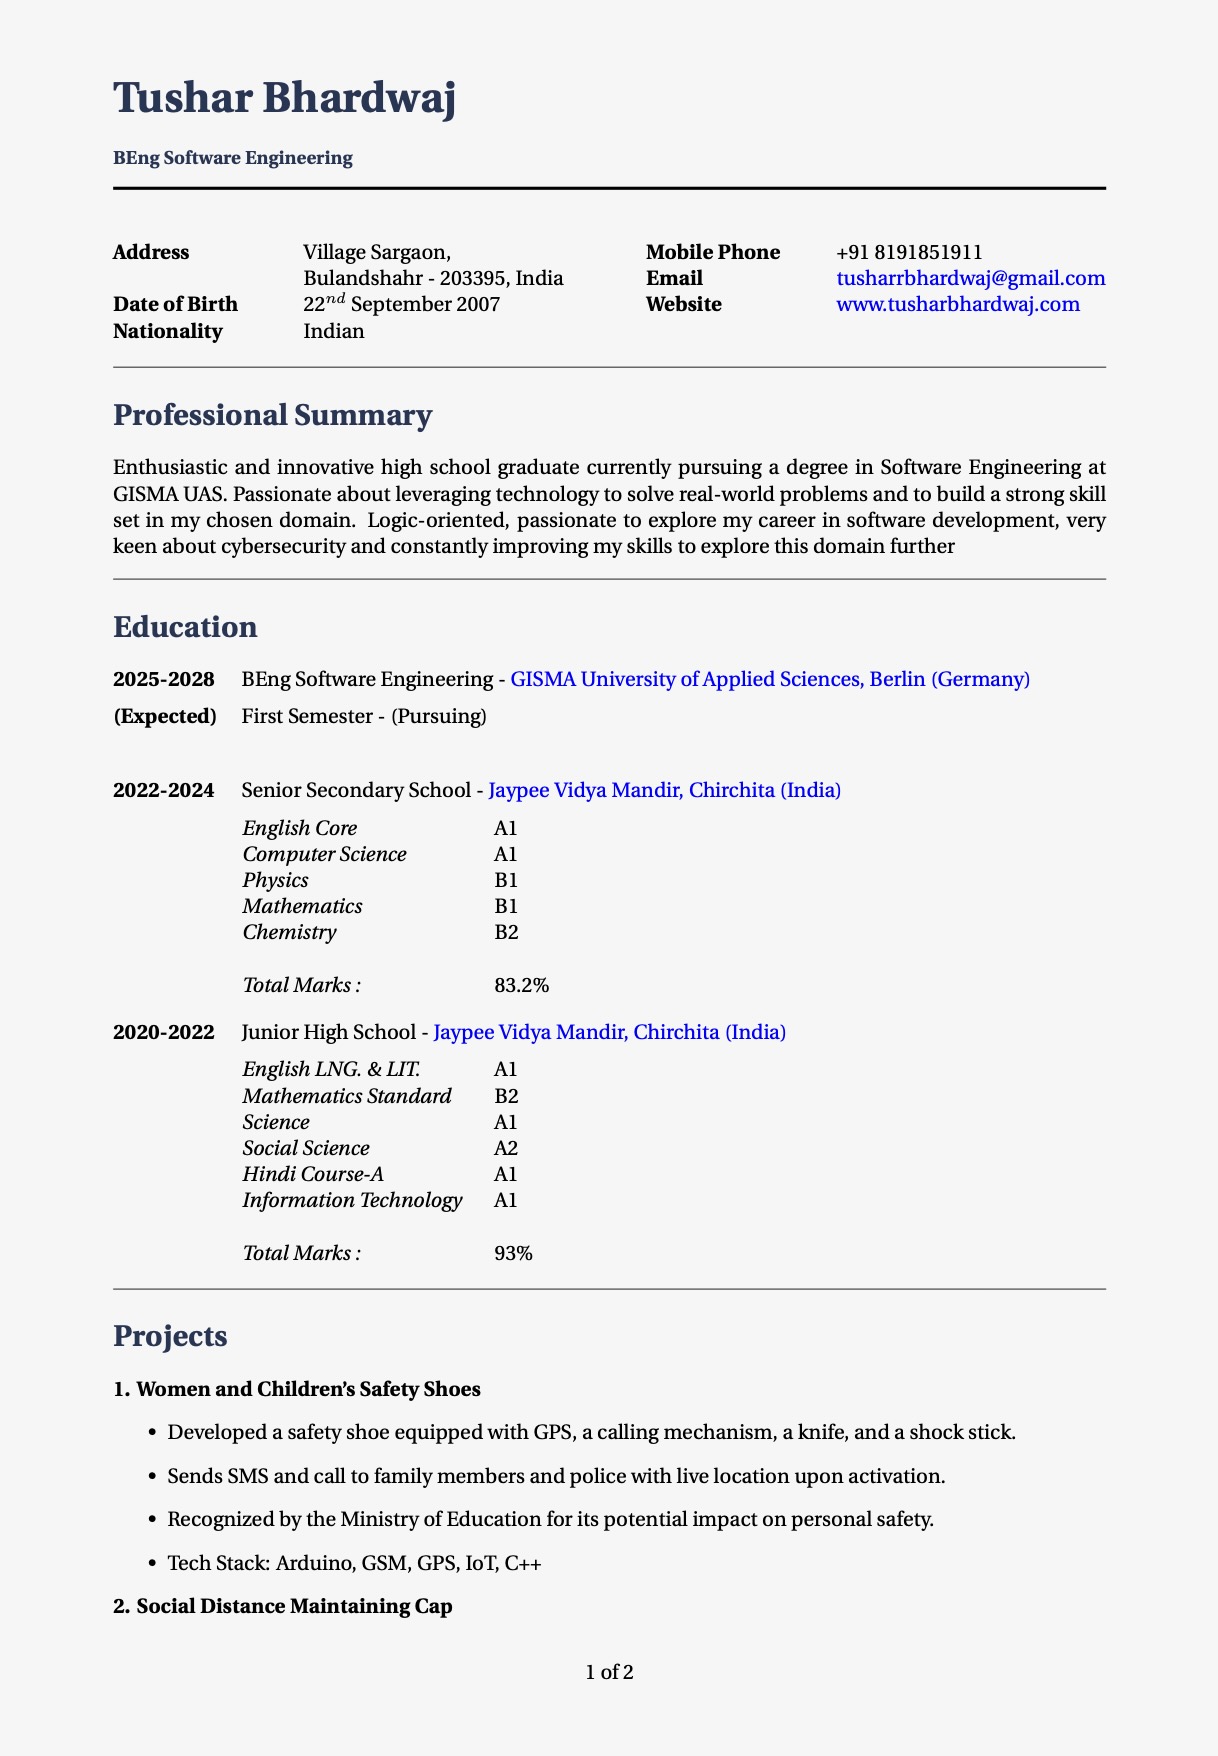 Tushar Bhardwaj
BEng Software Engineering
Address Village Sargaon, Mobile Phone +91 8191851911
Bulandshahr - 203395, India Email tusharrbhardwaj@gmail.com
Date of Birth 22nd September 2007 Website www.tusharbhardwaj.com
Nationality Indian
Professional Summary
Enthusiastic and innovative high school graduate currently pursuing a degree in Software Engineering at
GISMA UAS. Passionate about leveraging technology to solve real-world problems and to build a strong skill
set in my chosen domain. Logic-oriented, passionate to explore my career in software development, very
keen about cybersecurity and constantly improving my skills to explore this domain further
Education
2025-2028 BEng Software Engineering - GISMA University of Applied Sciences, Berlin (Germany)
(Expected) First Semester - (Pursuing)
2022-2024 Senior Secondary School - Jaypee Vidya Mandir, Chirchita (India)
English Core A1
Computer Science A1
Physics B1
Mathematics B1
Chemistry B2
Total Marks : 83.2%
2020-2022 Junior High School - Jaypee Vidya Mandir, Chirchita (India)
English LNG. & LIT. A1
Mathematics Standard B2
Science A1
Social Science A2
Hindi Course-A A1
Information Technology A1
Total Marks : 93%
Projects
1. Women and Children's Safety Shoes
• Developed a safety shoe equipped with GPS, a calling mechanism, a knife, and a shock stick.
• Sends SMS and call to family members and police with live location upon activation.
• Recognized by the Ministry of Education for its potential impact on personal safety.
• Tech Stack: Arduino, GSM, GPS, IoT, C++
2. Social Distance Maintaining Cap
1 of 2